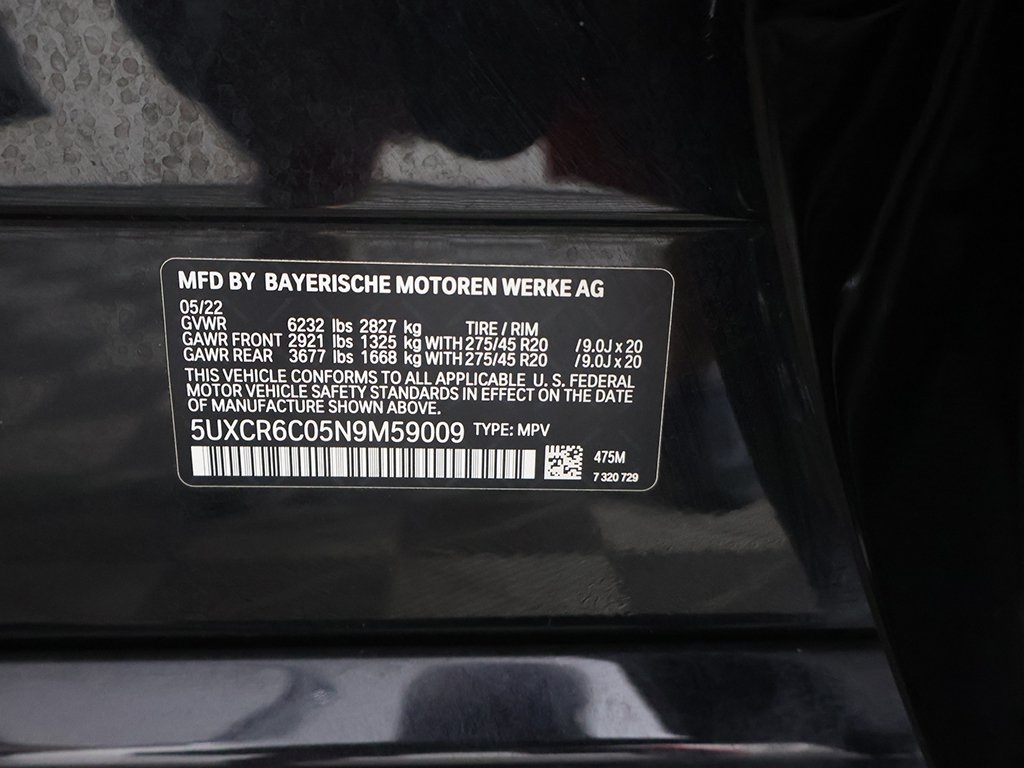 MFD BY BAYERISCHE MOTOREN WERKE AG
05/22
GVWR 6232 lbs 2827 kg TIRE / RIM
GAWR FRONT 2921 lbs 1325 kg WITH 275/45 R20 / 9.0J x 20
GAWR REAR 3677 lbs 1668 kg WITH 275/45 R20 / 9.0J x 20
THIS VEHICLE CONFORMS TO ALL APPLICABLE U. S. FEDERAL
MOTOR VEHICLE SAFETY STANDARDS IN EFFECT ON THE DATE
OF MANUFACTURE SHOWN ABOVE.
5UXCR6C05N9M59009 TYPE: MPV
475M
7 320 729